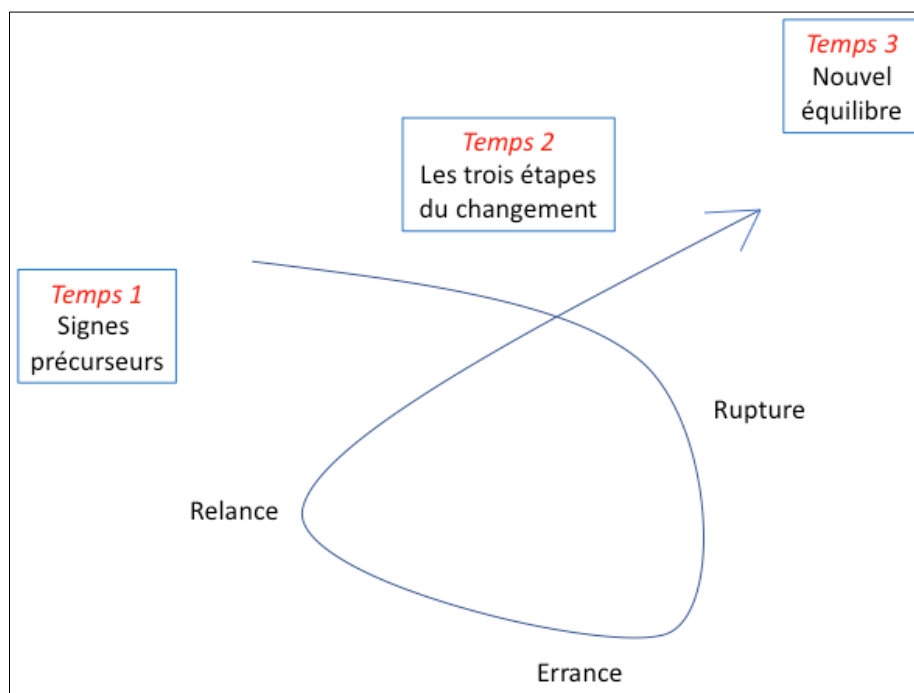 Temps 1
Signes
précurseurs
Temps 2
Les trois étapes
du changement
Temps 3
Nouvel
équilibre
Rupture
Errance
Relance